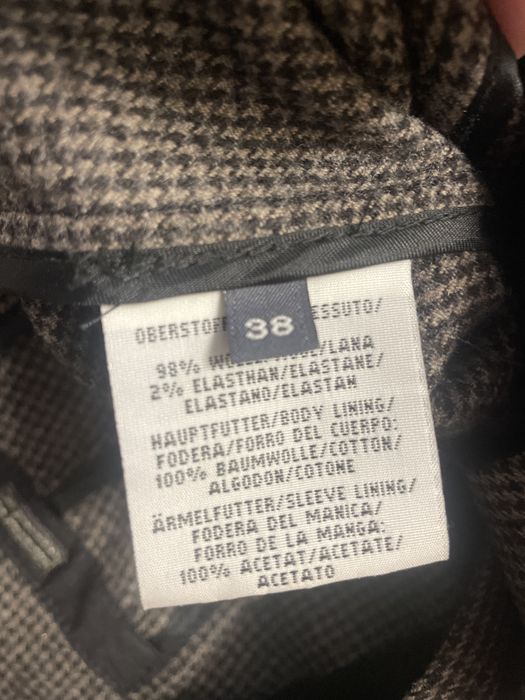 38
ESSUTO/
98% LANA
2% ELASTHAN/ELASTANE/
ELASTANO/ELASTAN
HAUPTFUTTER/BODY LINING/
FODERA/FORRO DEL CUERPO:
100% BAUMWOLLE/COTTON/
ALGODON/COTONE
ÄRMELFUTTER/SLEEVE LINING/
FODERA DEL MANICA/
FORRO DE LA MANGA:
100% ACETAT/ACETATE/
ACETATO